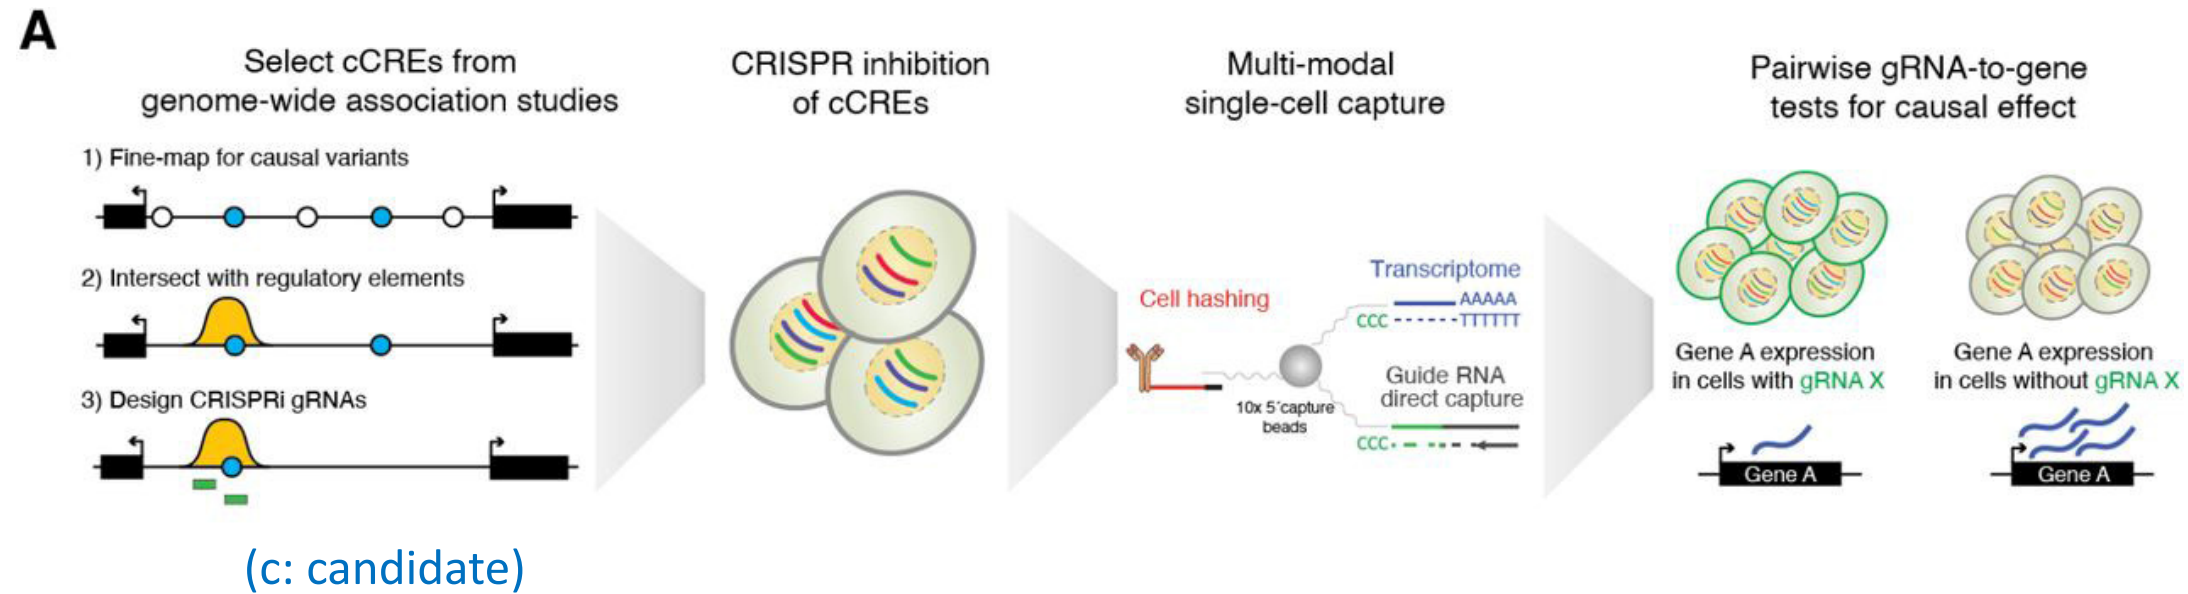 A
Select cCREs from
genome-wide association studies
1) Fine-map for causal variants
2) Intersect with regulatory elements
3) Design CRISPRi gRNAs
(c: candidate)
CRISPR inhibition
of cCREs
Multi-modal
single-cell capture
Cell hashing
10x 5´capture
beads
Transcriptome
AAAAA
CCC TTTTTT
Guide RNA
direct capture
CCC
Pairwise gRNA-to-gene
tests for causal effect
Gene A expression
in cells with gRNA X
Gene A
Gene A expression
in cells without gRNA X
Gene A